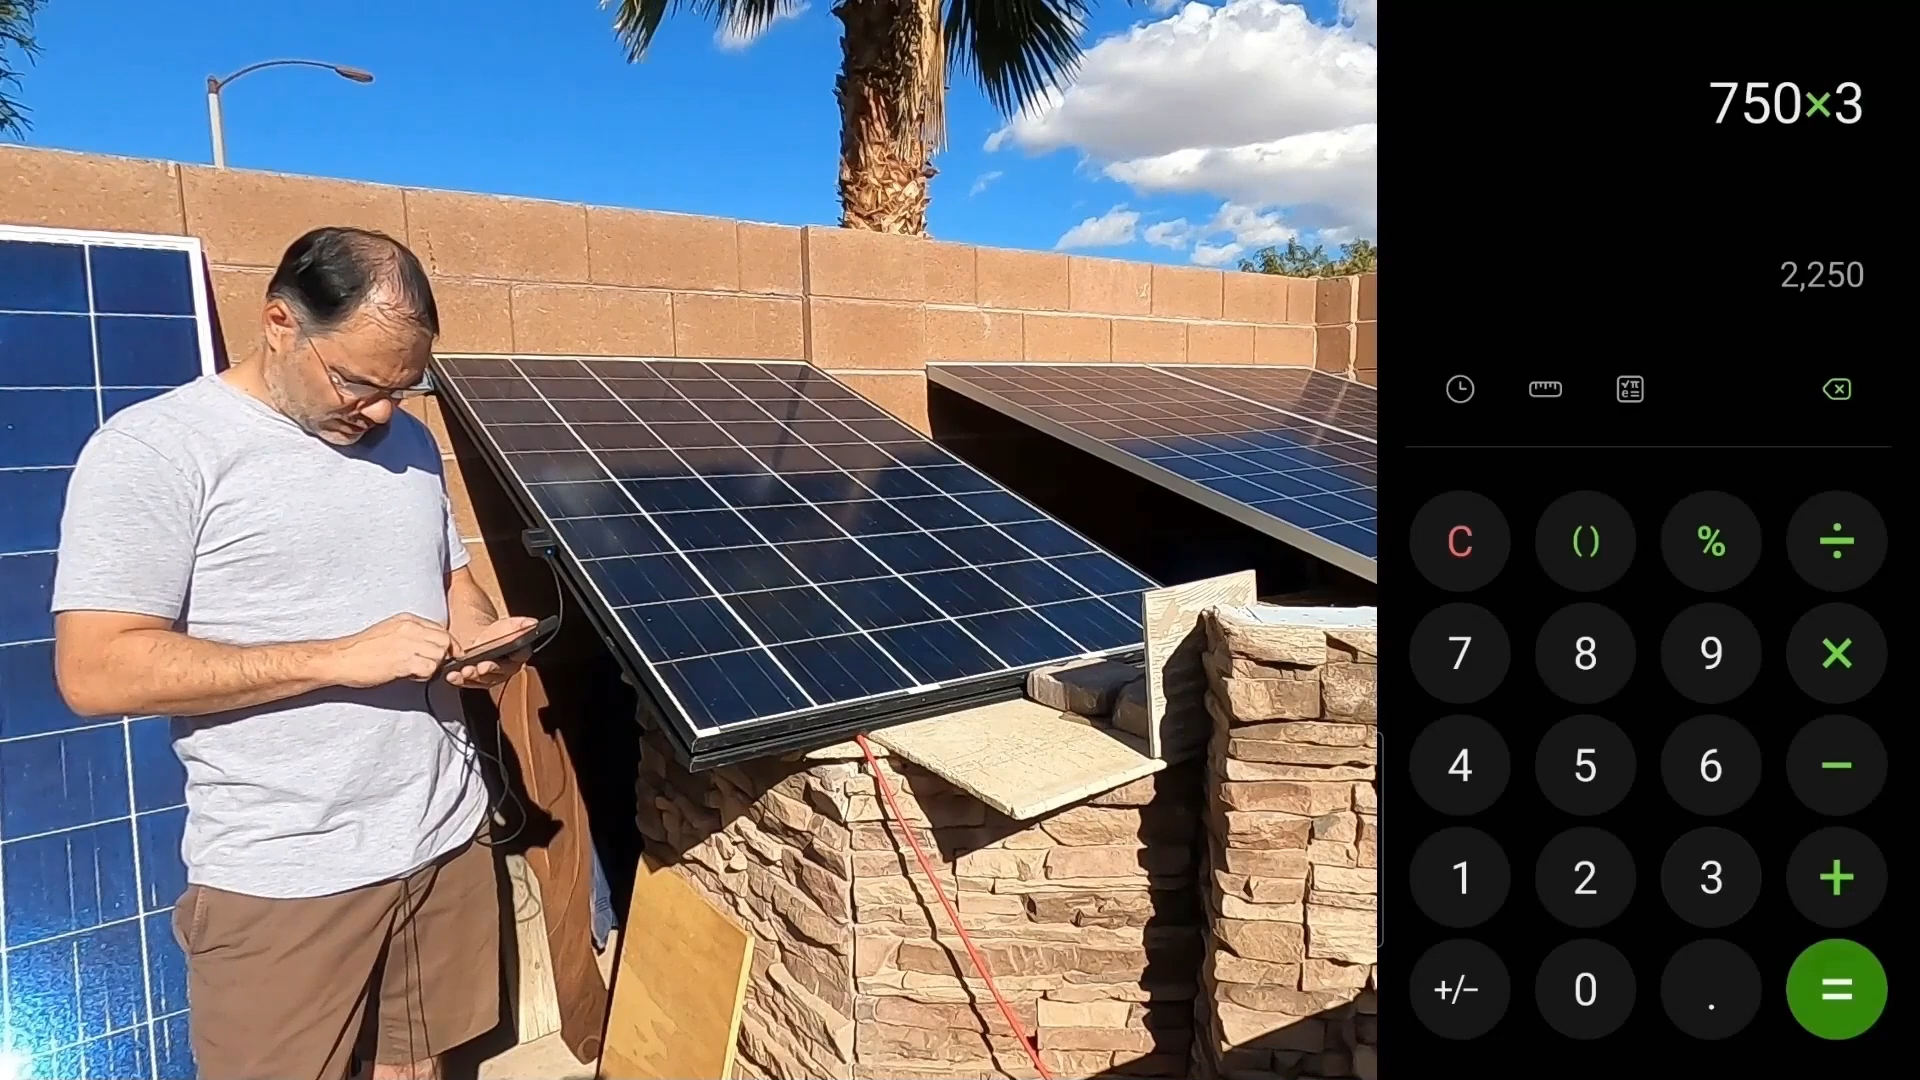 750×3
2,250
C () % ÷
7 8 9 ×
4 5 6 −
1 2 3 +
+/− 0 . =